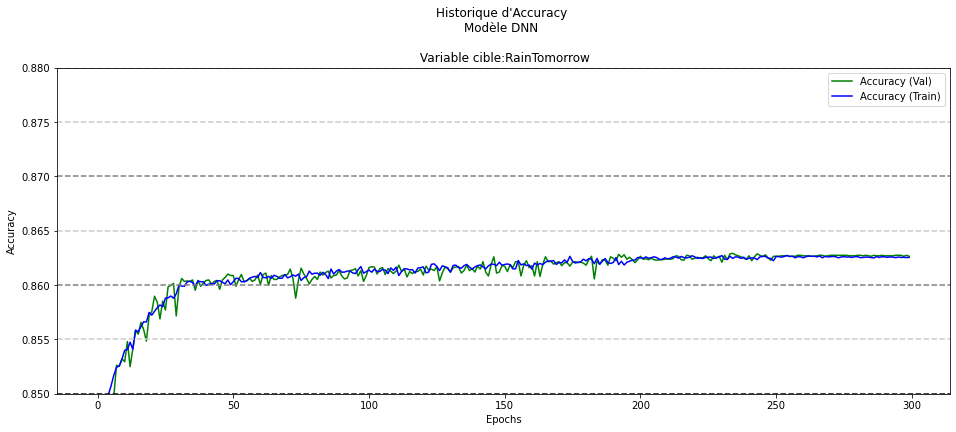 Historique d'Accuracy
Modèle DNN
Variable cible:RainTomorrow
0.880
0.875
0.870
0.865
0.860
0.855
0.850
Accuracy
Accuracy (Val)
Accuracy (Train)
0
50
100
150
200
250
300
Epochs